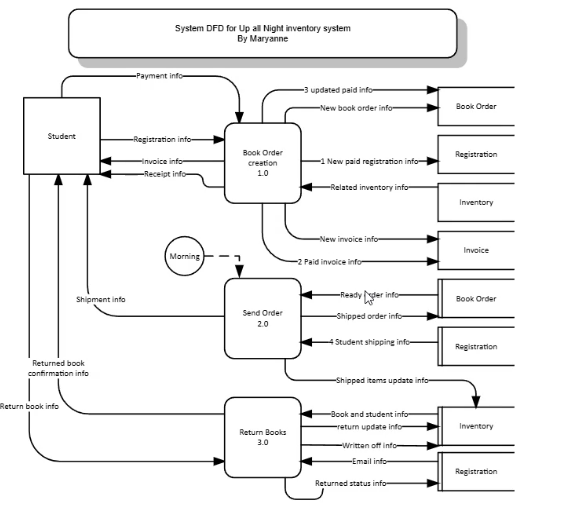 System DFD for Up all Night inventory system
By Maryanne
Payment info
3 updated paid info
New book order info
Book Order
Student
Registration info
Book Order
creation
1.0
Invoice info
1 New paid registration info
Registration
Receipt info
Related inventory info
Inventory
New invoice info
Invoice
2 Paid invoice info
Morning
Shipment info
Send Order
2.0
Ready order info
Book Order
Shipped order info
4 Student shipping info
Registration
Returned book
confirmation info
Shipped items update info
Return book info
Return Books
3.0
Book and student info
return update info
Inventory
Written off info
Email info
Registration
Returned status info